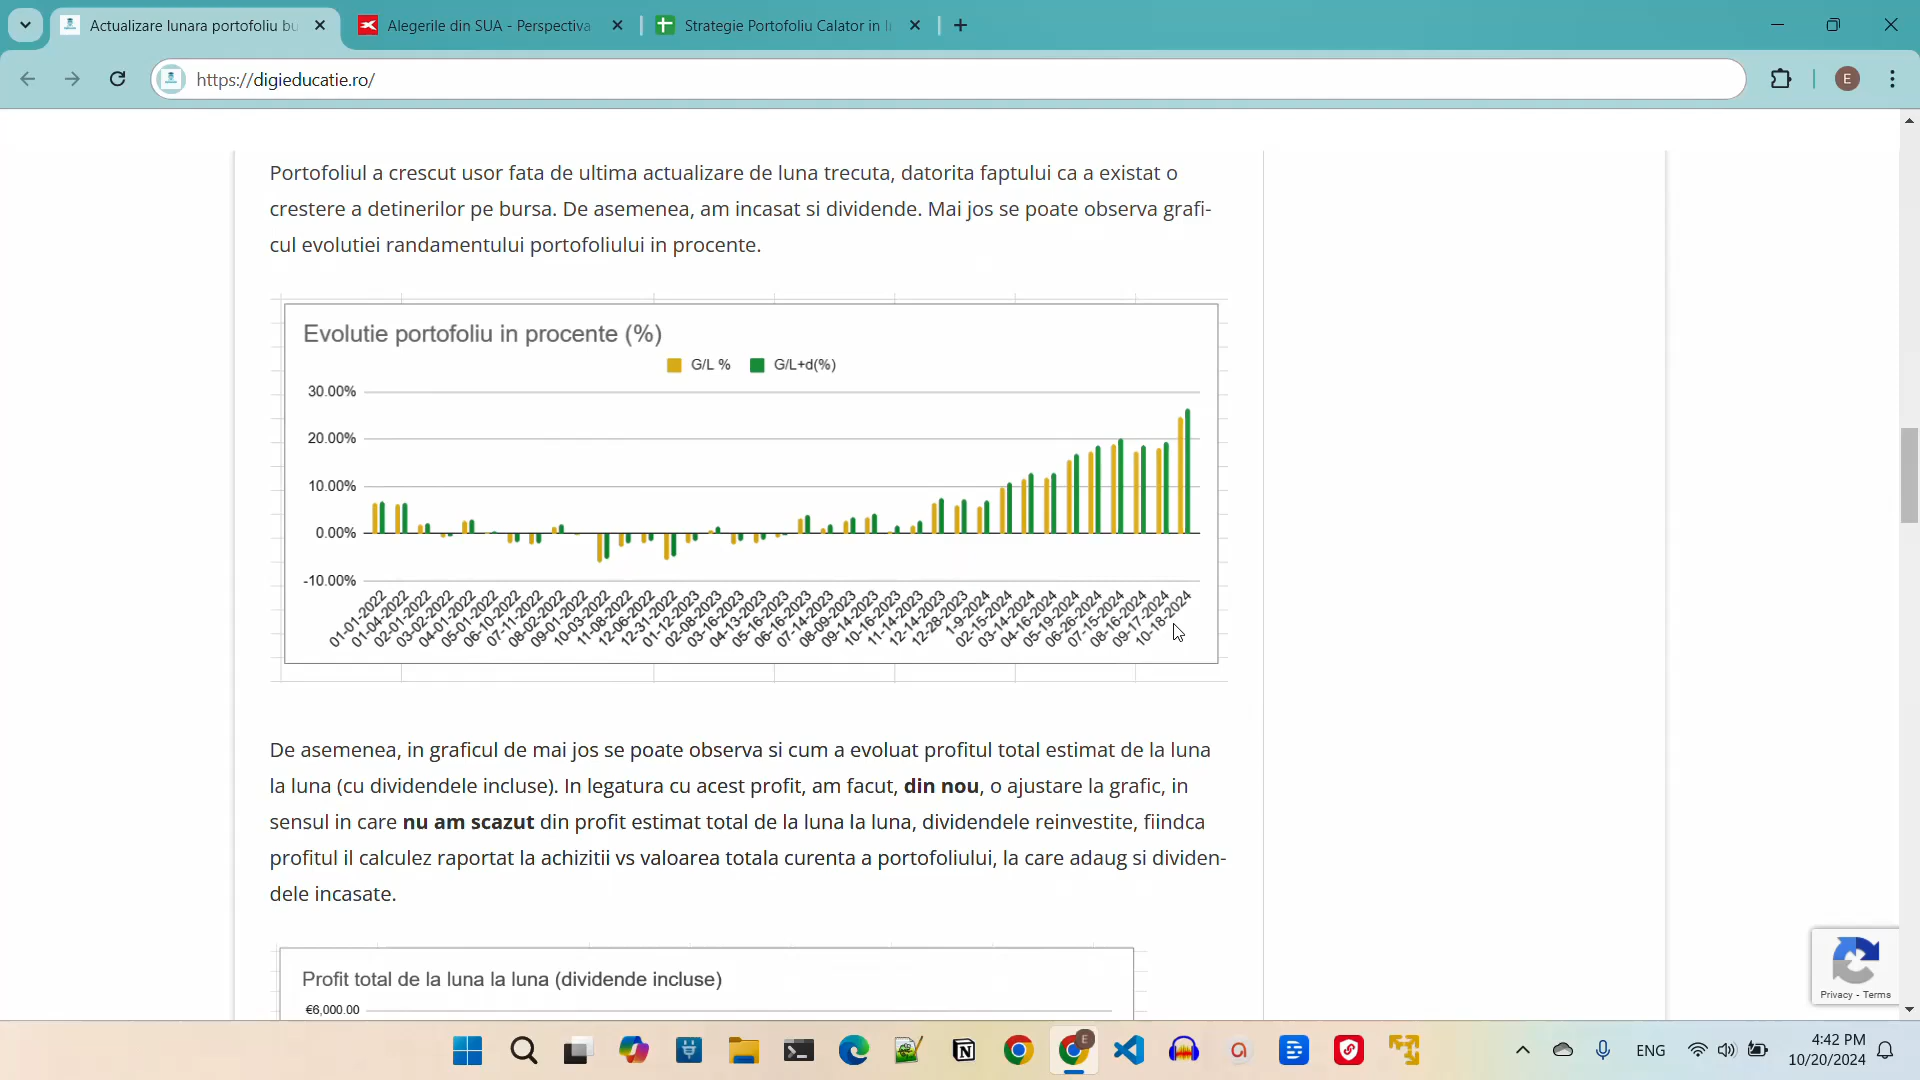 Actualizare lunara portofoliu bu
Alegerile din SUA - Perspectiva
Strategie Portofoliu Calator in I
https://digieducatie.ro/
E
Portofoliul a crescut usor fata de ultima actualizare de luna trecuta, datorita faptului ca a existat o
crestere a detinerilor pe bursa. De asemenea, am incasat si dividende. Mai jos se poate observa grafi-
cul evolutiei randamentului portofoliului in procente.
Evolutie portofoliu in procente (%)
G/L % G/L+d(%)
30.00%
20.00%
10.00%
0.00%
-10.00%
01-01-2022
01-04-2022
02-01-2022
03-02-2022
04-01-2022
05-01-2022
06-10-2022
07-11-2022
08-02-2022
09-01-2022
10-03-2022
11-08-2022
12-06-2022
12-31-2022
01-12-2023
02-08-2023
03-16-2023
04-13-2023
05-16-2023
06-16-2023
07-14-2023
08-09-2023
09-14-2023
10-16-2023
11-14-2023
12-14-2023
12-28-2023
1-9-2024
02-15-2024
03-14-2024
04-16-2024
05-19-2024
06-26-2024
07-15-2024
08-16-2024
09-17-2024
10-18-2024
De asemenea, in graficul de mai jos se poate observa si cum a evoluat profitul total estimat de la luna
la luna (cu dividendele incluse). In legatura cu acest profit, am facut, din nou, o ajustare la grafic, in
sensul in care nu am scazut din profit estimat total de la luna la luna, dividendele reinvestite, fiindca
profitul il calculez raportat la achizitii vs valoarea totala curenta a portofoliului, la care adaug si dividen-
dele incasate.
Profit total de la luna la luna (dividende incluse)
€6,000.00
Privacy - Terms
E
ENG
4:42 PM
10/20/2024